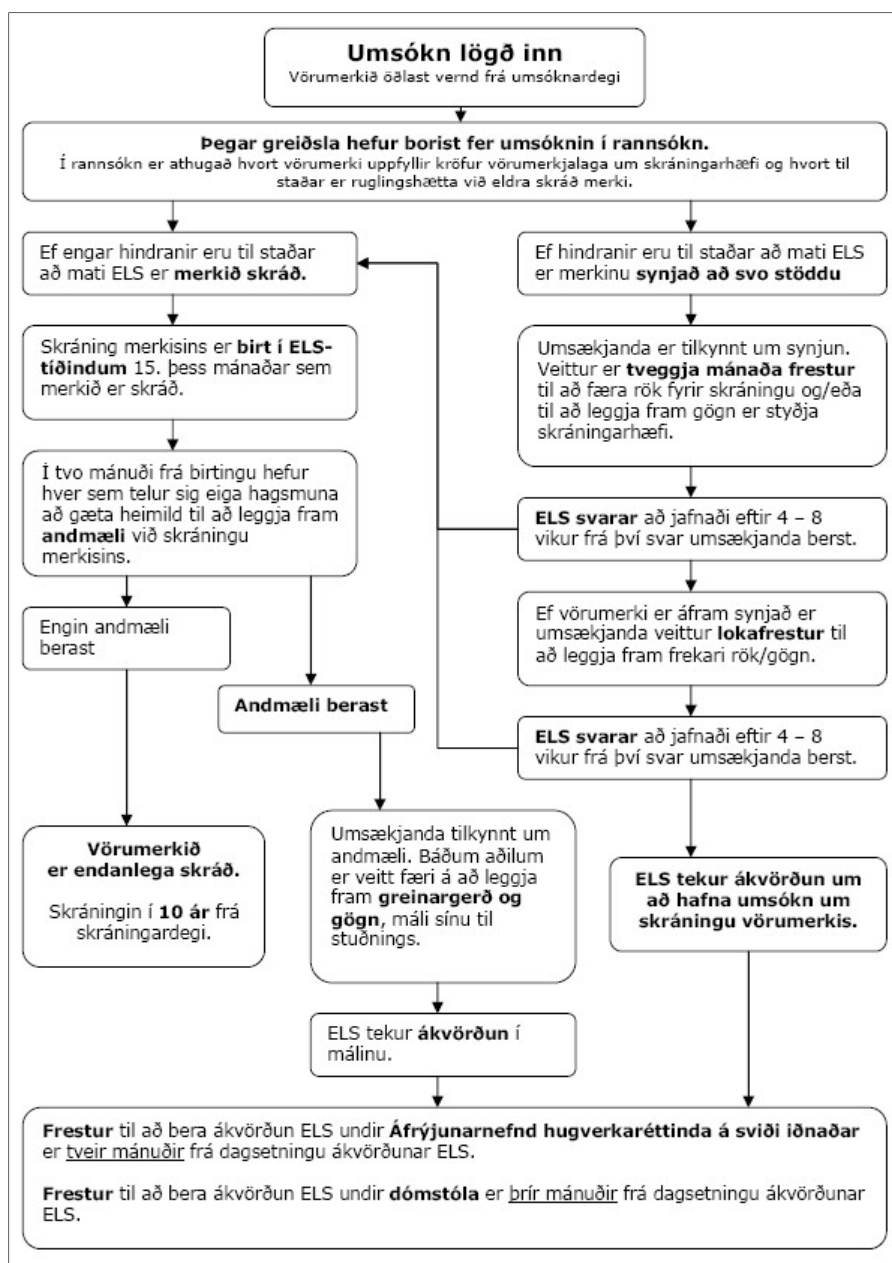 Umsókn lögð inn
Vörumerkið öðlast vernd frá umsóknardegi
Þegar greiðsla hefur borist fer umsóknin í rannsókn.
Í rannsókn er athugað hvort vörumerki uppfyllir kröfur vörumerkjalaga um skráningarhæfi og hvort til
staðar er ruglingshætta við eldra skráð merki.
Ef engar hindranir eru til staðar
að mati ELS er merkið skráð.
Skráning merkisins er birt í ELS-
tíðindum 15. þess mánaðar sem
merkið er skráð.
Í tvo mánuði frá birtingu hefur
hver sem telur sig eiga hagsmuna
að gæta heimild til að leggja fram
andmæli við skráningu
merkisins.
Engin andmæli
berast
Andmæli berast
Vörumerkið
er endanlega skráð.
Skráningin í 10 ár frá
skráningardegi.
Umsækjanda tilkynnt um
andmæli. Báðum aðilum
er veitt færi á að leggja
fram greinargerð og
gögn, máli sínu til
stuðnings.
ELS tekur ákvörðun í
málinu.
Ef hindranir eru til staðar að mati ELS
er merkinu synjað að svo stöddu
Umsækjanda er tilkynnt um synjun.
Veittur er tveggja mánaða frestur
til að færa rök fyrir skráningu og/eða
til að leggja fram gögn er styðja
skráningarhæfi.
ELS svarar að jafnaði eftir 4 – 8
vikur frá því svar umsækjanda berst.
Ef vörumerki er áfram synjað er
umsækjanda veittur lokafrestur til
að leggja fram frekari rök/gögn.
ELS svarar að jafnaði eftir 4 – 8
vikur frá því svar umsækjanda berst.
ELS tekur ákvörðun um
að hafna umsókn um
skráningu vörumerkis.
Frestur til að bera ákvörðun ELS undir Áfrýjunarnefnd hugverkaréttinda á sviði iðnaðar
er tveir mánuðir frá dagsetningu ákvörðunar ELS.
Frestur til að bera ákvörðun ELS undir dómstóla er þrír mánuðir frá dagsetningu ákvörðunar
ELS.